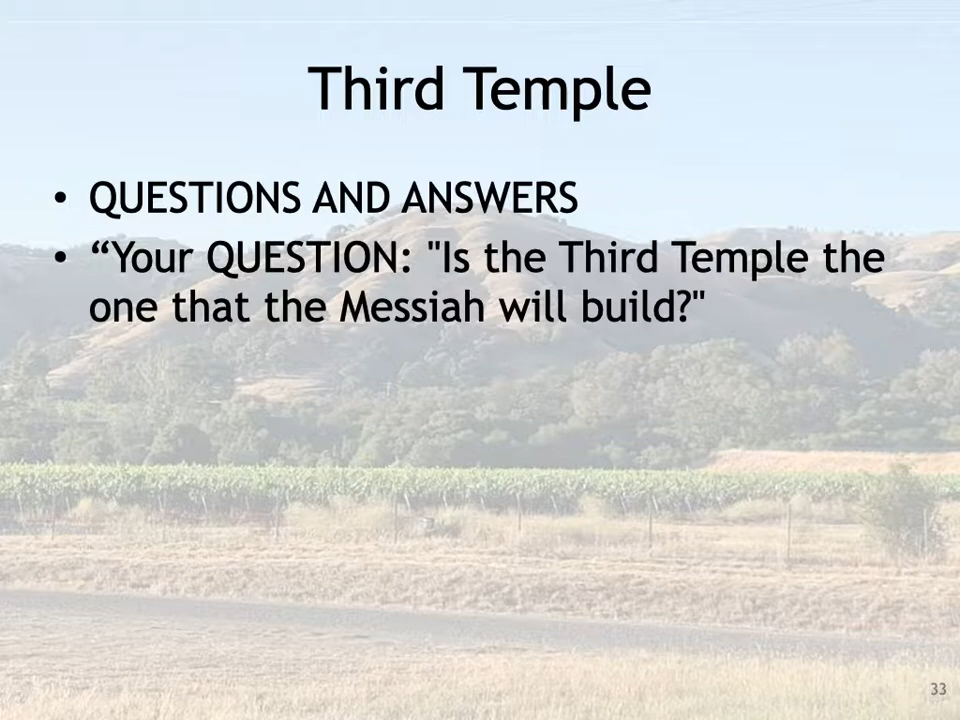 Third Temple
• QUESTIONS AND ANSWERS
• “Your QUESTION: "Is the Third Temple the
one that the Messiah will build?"
33